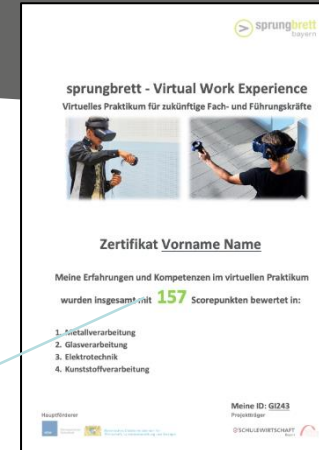 sprungbrett
bayern
sprungbrett - Virtual Work Experience
Virtuelles Praktikum für zukünftige Fach- und Führungskräfte
Zertifikat Vorname Name
Meine Erfahrungen und Kompetenzen im virtuellen Praktikum
wurden insgesamt mit 157 Scorepunkten bewertet in:
1. Metallverarbeitung
2. Glasverarbeitung
3. Elektrotechnik
4. Kunststoffverarbeitung
Meine ID: GI243
Hauptförderer
Projektträger
SCHULEWIRTSCHAFT